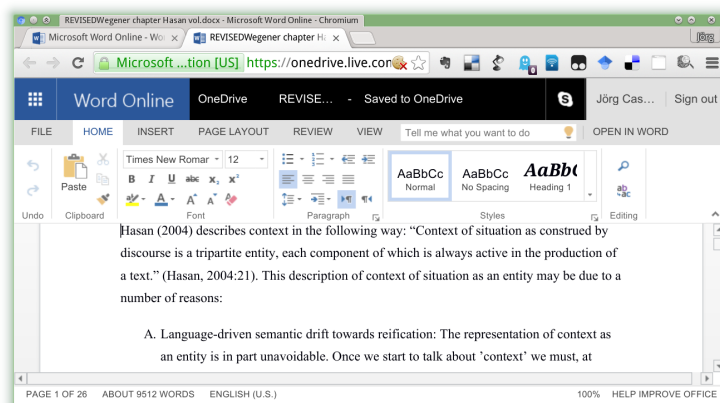 REVISEDWegener chapter Hasan vol.docx - Microsoft Word Online - Chromium
Microsoft Word Online - Wo
REVISEDWegener chapter Ha
Jörg
Microsoft ...tion [US] https://onedrive.live.con
0
Word Online OneDrive REVISE... - Saved to OneDrive Jörg Cas... Sign out
FILE HOME INSERT PAGE LAYOUT REVIEW VIEW Tell me what you want to do OPEN IN WORD
Paste
Times New Romar 12
B I U abc x₂ x²
A A A
AaBbCc AaBbCc AaBb(
Normal No Spacing Heading 1
Undo Clipboard Font Paragraph Styles Editing
Hasan (2004) describes context in the following way: “Context of situation as construed by
discourse is a tripartite entity, each component of which is always active in the production of
a text.” (Hasan, 2004:21). This description of context of situation as an entity may be due to a
number of reasons:
A. Language-driven semantic drift towards reification: The representation of context as
an entity is in part unavoidable. Once we start to talk about ’context’ we must, at
PAGE 1 OF 26 ABOUT 9512 WORDS ENGLISH (U.S.) 100% HELP IMPROVE OFFICE